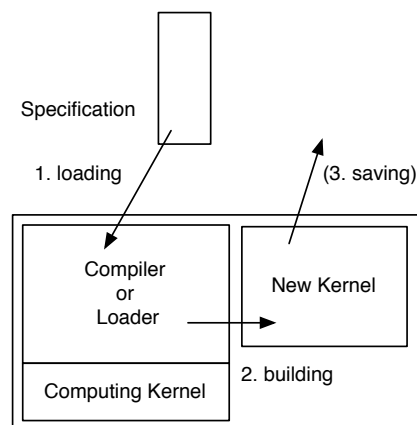 Specification
1. loading
(3. saving)
Compiler
or
Loader
New Kernel
2. building
Computing Kernel